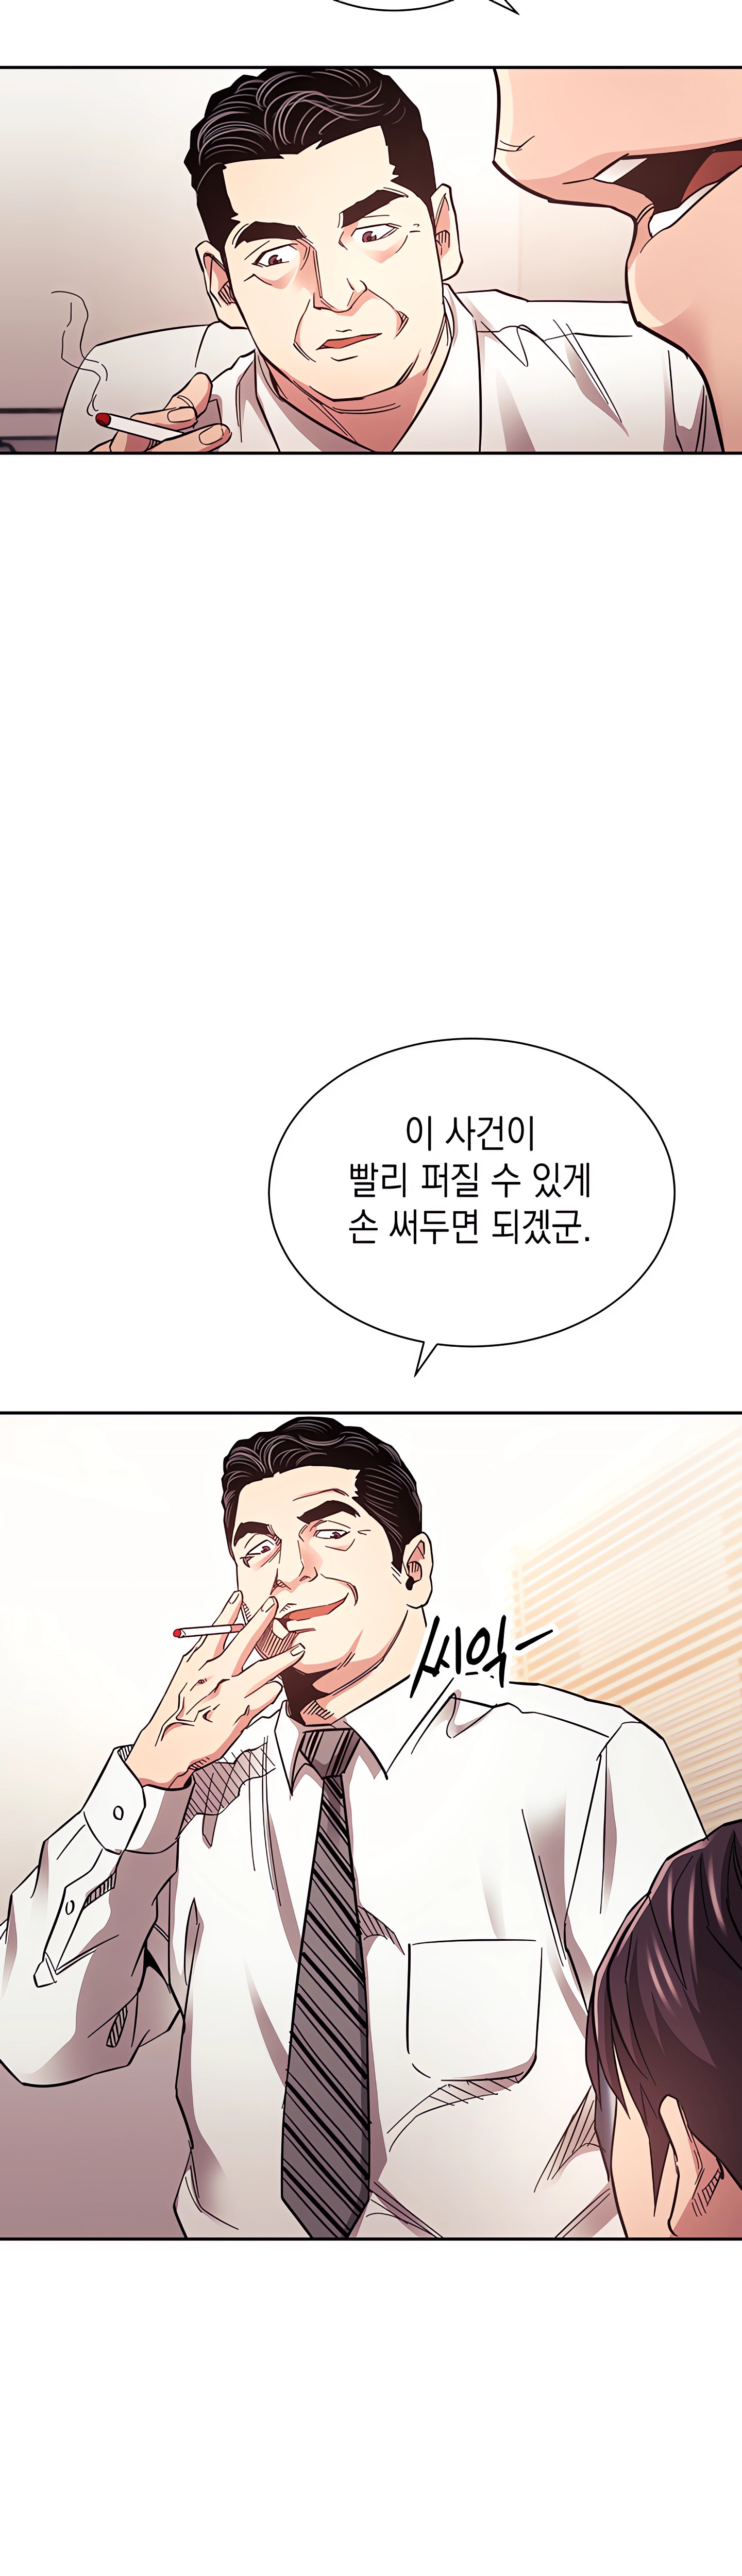 이 사건이
빨리 퍼질 수 있게
손 써두면 되겠군.
씨익-